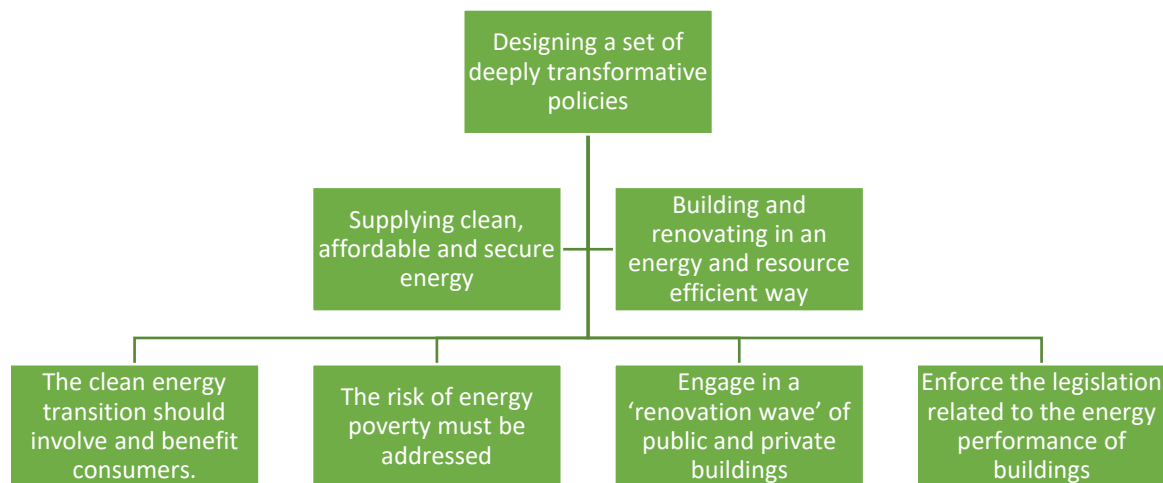 Designing a set of
deeply transformative
policies
Supplying clean,
affordable and secure
energy
Building and
renovating in an
energy and resource
efficient way
The clean energy
transition should
involve and benefit
consumers.
The risk of energy
poverty must be
addressed
Engage in a
‘renovation wave’ of
public and private
buildings
Enforce the legislation
related to the energy
performance of
buildings